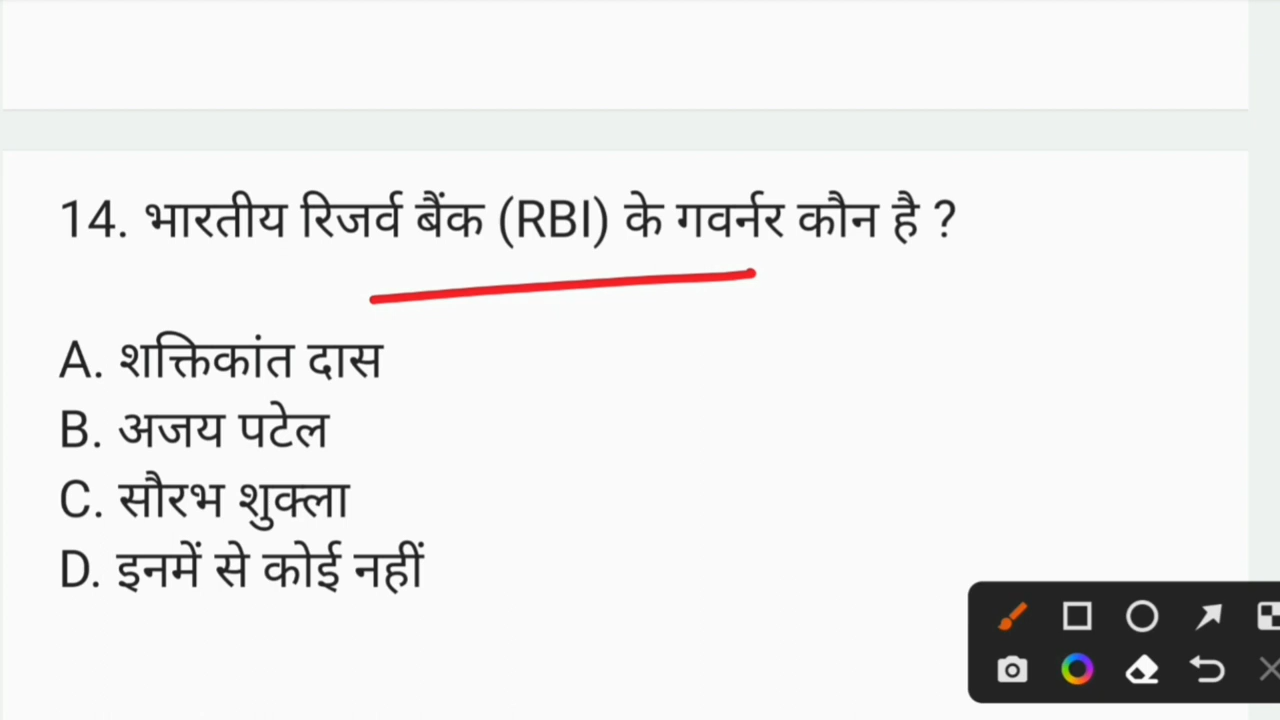 14. भारतीय रिजर्व बैंक (RBI) के गवर्नर कौन है ?
A. शक्तिकांत दास
B. अजय पटेल
C. सौरभ शुक्ला
D. इनमें से कोई नहीं